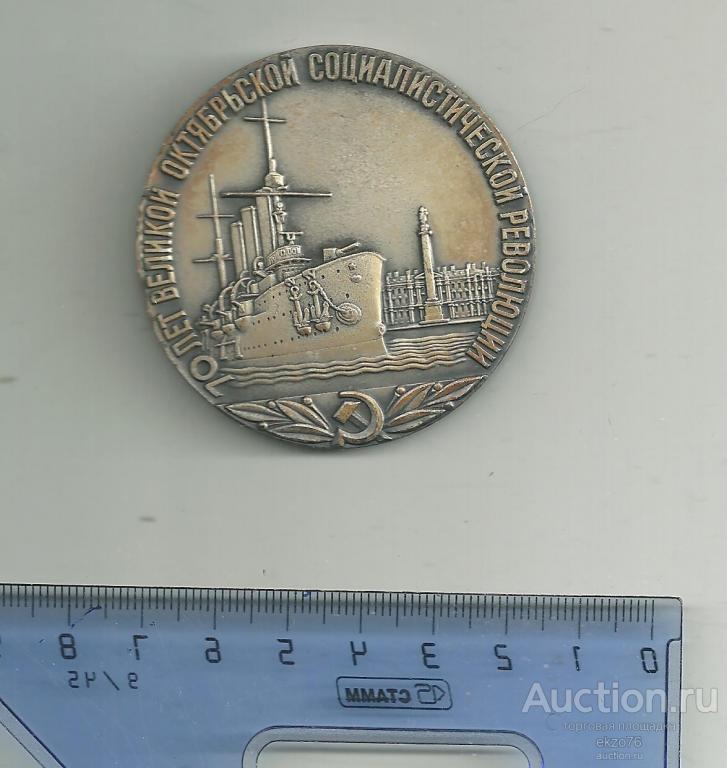 70 ЛЕТ ВЕЛИКОЙ ОКТЯБРЬСКОЙ СОЦИАЛИСТИЧЕСКОЙ РЕВОЛЮЦИИ
8 7 6 5 4 3 2 1 0
9/45
СТАММ
Auction.ru
торговая площадка
ekzo76
auction.ru